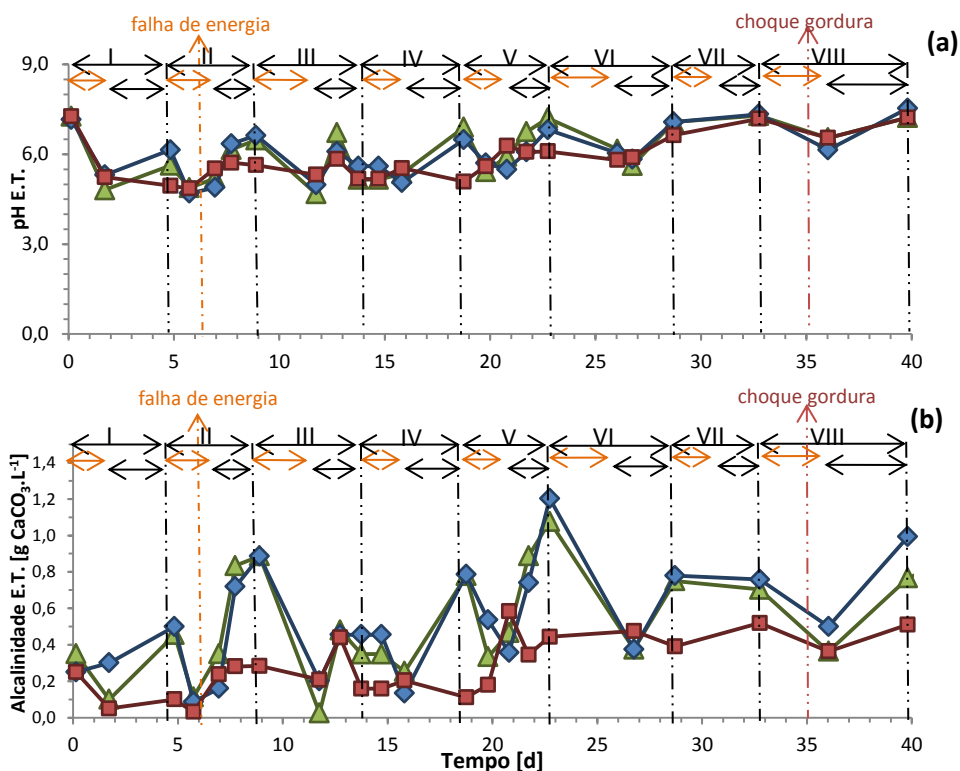 falha de energia
choque gordura
(a)
I II III IV V VI VII VIII
9,0
6,0
3,0
0,0
pH E.T.
0 5 10 15 20 25 30 35 40
falha de energia
choque gordura
(b)
I II III IV V VI VII VIII
1,4
1,2
1,0
0,8
0,6
0,4
0,2
0,0
Alcalinidade E.T. [g CaCO₃.L⁻¹]
0 5 10 15 20 25 30 35 40
Tempo [d]